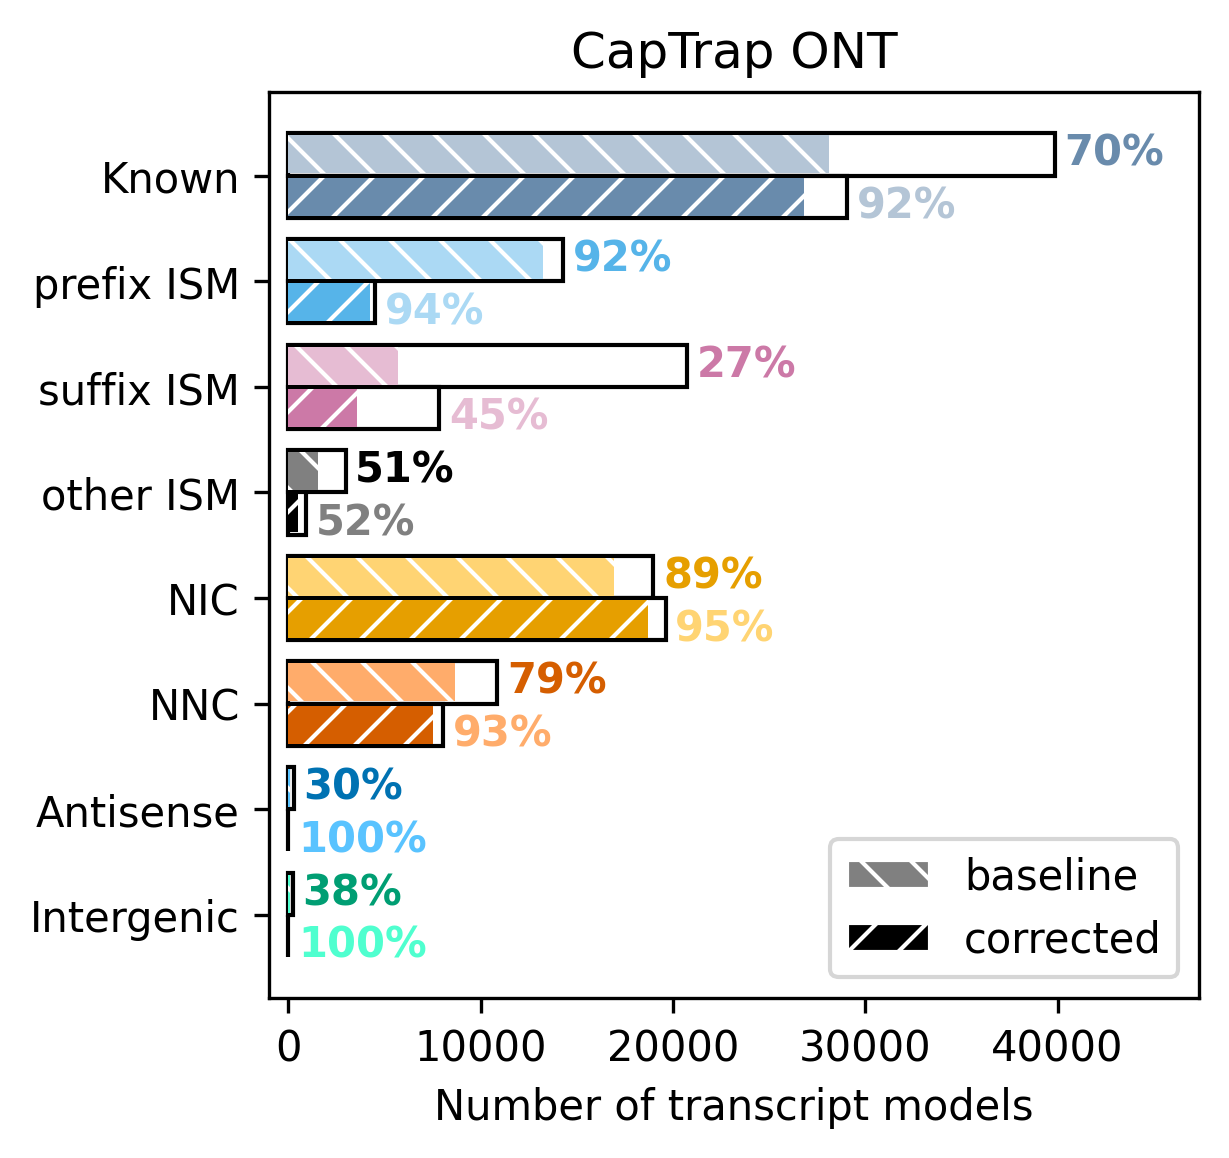 CapTrap ONT
Known
70%
92%
prefix ISM
92%
94%
suffix ISM
27%
45%
other ISM
51%
52%
NIC
89%
95%
NNC
79%
93%
Antisense
30%
100%
Intergenic
38%
100%
baseline
corrected
0 10000 20000 30000 40000
Number of transcript models